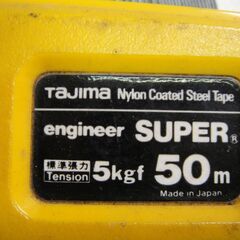 TAJIMA Nylon Coated Steel Tape
engineer SUPER®
標準張力 Tension 5kgf 50m
Made in Japan